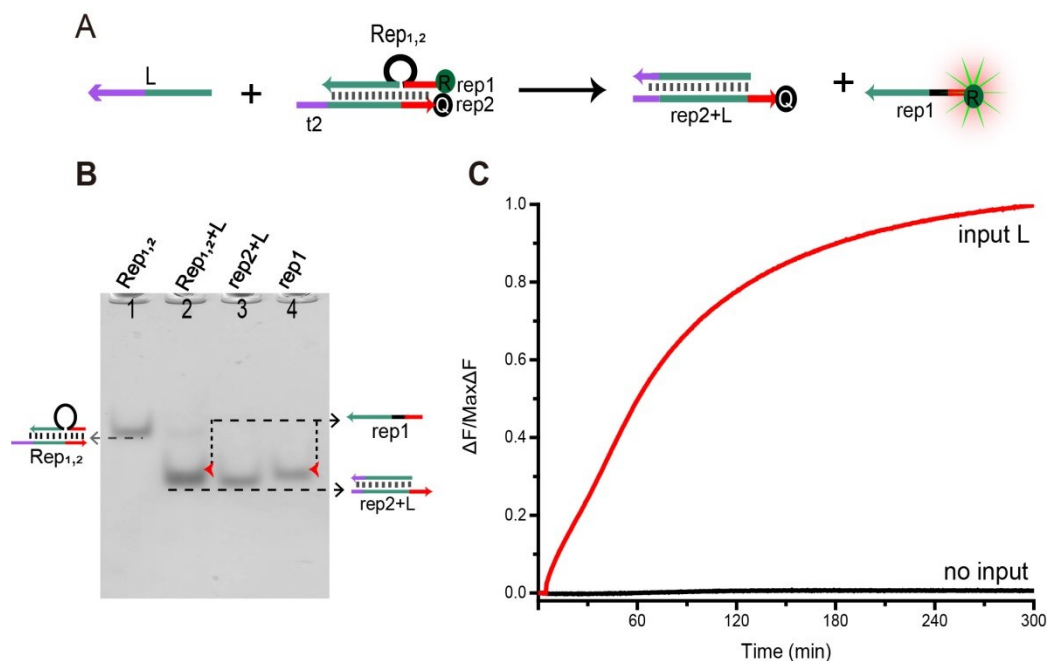 A
L
+
Rep₁,₂
R rep1
Q rep2
t2
Q
rep2+L
+
rep1
R
B
Rep₁,₂
Rep₁,₂+L
rep2+L
rep1
1 2 3 4
Rep₁,₂
rep1
rep2+L
C
ΔF/MaxΔF
1.0
0.8
0.6
0.4
0.2
0.0
input L
no input
60 120 180 240 300
Time (min)